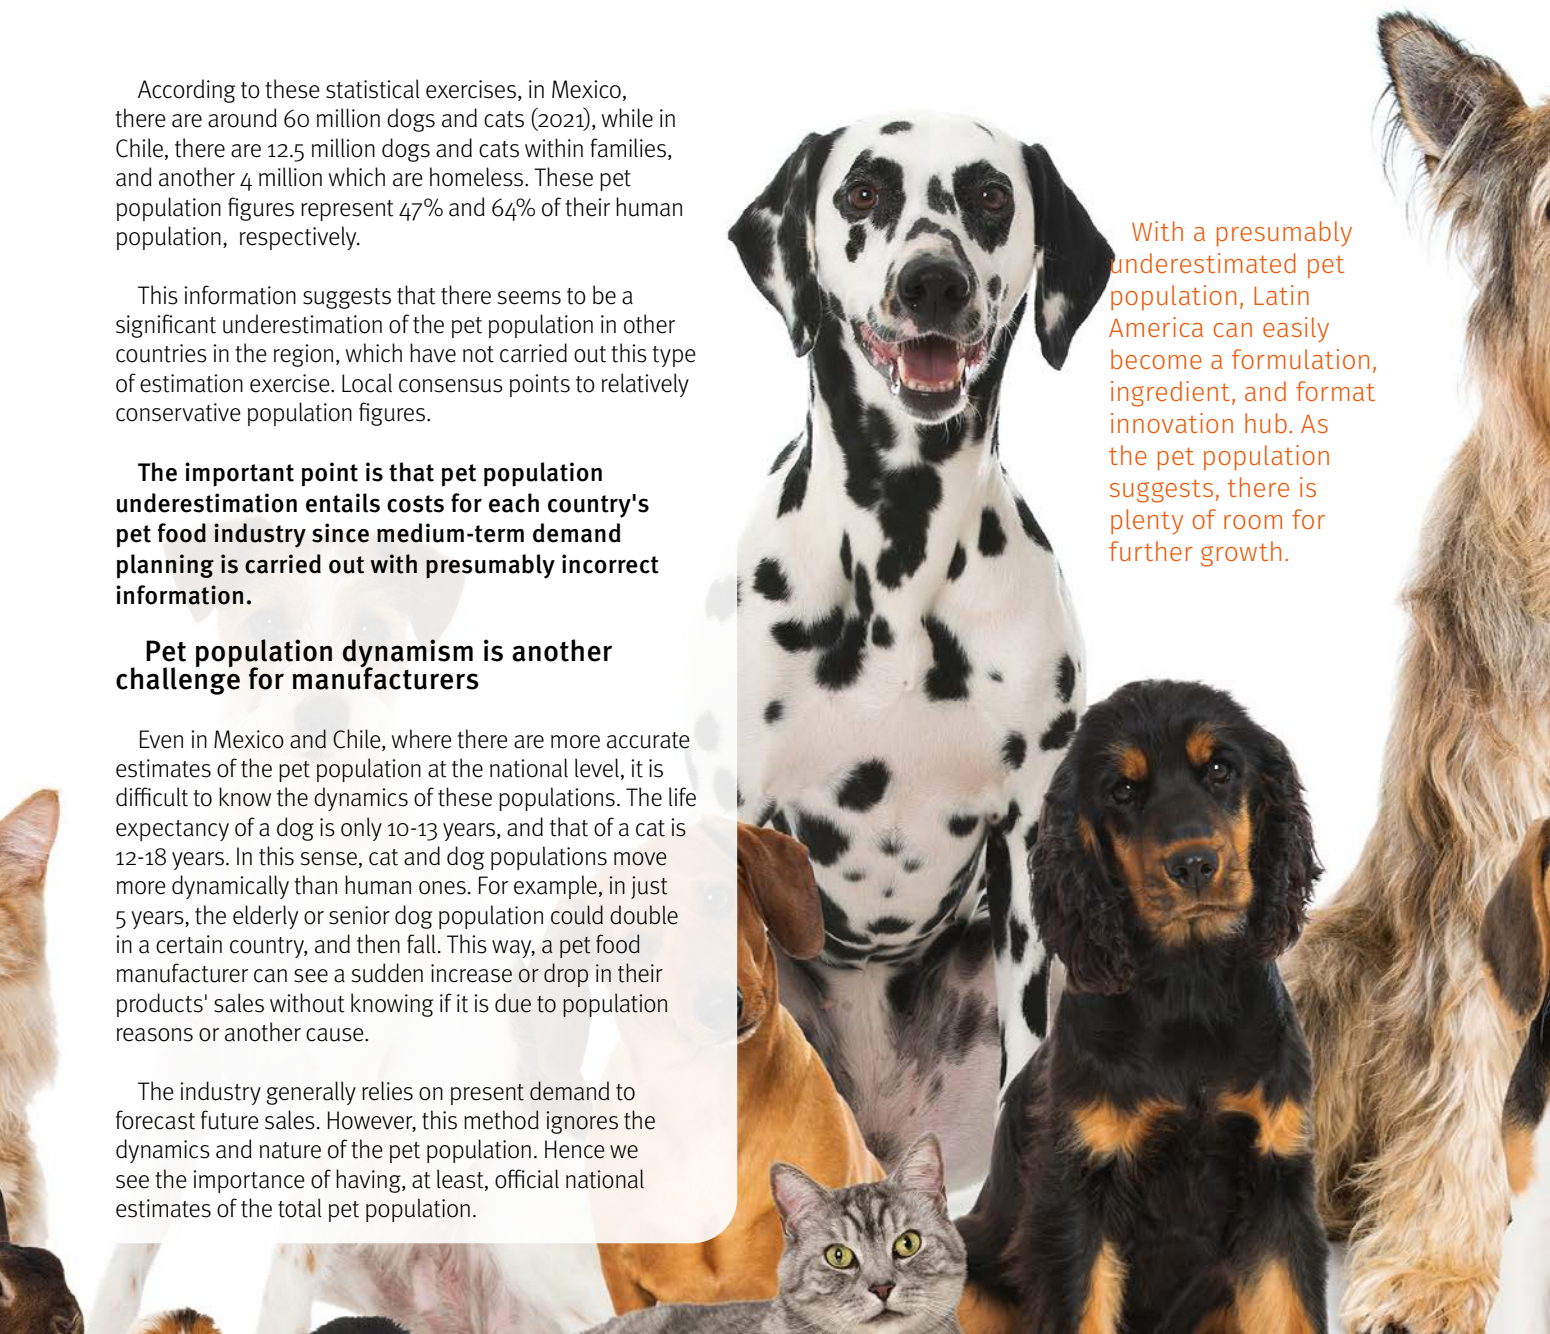 According to these statistical exercises, in Mexico,
there are around 60 million dogs and cats (2021), while in
Chile, there are 12.5 million dogs and cats within families,
and another 4 million which are homeless. These pet
population figures represent 47% and 64% of their human
population, respectively.
This information suggests that there seems to be a
significant underestimation of the pet population in other
countries in the region, which have not carried out this type
of estimation exercise. Local consensus points to relatively
conservative population figures.
The important point is that pet population
underestimation entails costs for each country's
pet food industry since medium-term demand
planning is carried out with presumably incorrect
information.
Pet population dynamism is another
challenge for manufacturers
Even in Mexico and Chile, where there are more accurate
estimates of the pet population at the national level, it is
difficult to know the dynamics of these populations. The life
expectancy of a dog is only 10-13 years, and that of a cat is
12-18 years. In this sense, cat and dog populations move
more dynamically than human ones. For example, in just
5 years, the elderly or senior dog population could double
in a certain country, and then fall. This way, a pet food
manufacturer can see a sudden increase or drop in their
products' sales without knowing if it is due to population
reasons or another cause.
The industry generally relies on present demand to
forecast future sales. However, this method ignores the
dynamics and nature of the pet population. Hence we
see the importance of having, at least, official national
estimates of the total pet population.
With a presumably
underestimated pet
population, Latin
America can easily
become a formulation,
ingredient, and format
innovation hub. As
the pet population
suggests, there is
plenty of room for
further growth.